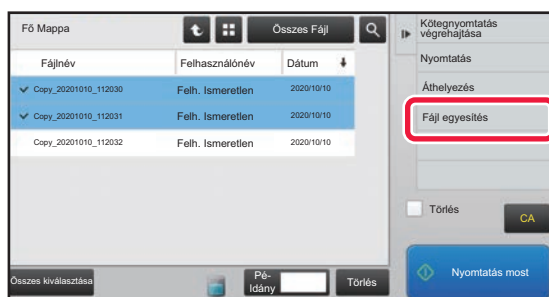 Fő Mappa
Összes Fájl
Fájlnév Felhasználónév Dátum
Copy_20201010_112030 Felh. Ismeretlen 2020/10/10
Copy_20201010_112031 Felh. Ismeretlen 2020/10/10
Copy_20201010_112032 Felh. Ismeretlen 2020/10/10
Összes kiválasztása
Pé-
ldány
Törlés
Kötegnyomtatás
végrehajtása
Nyomtatás
Áthelyezés
Fájl egyesítés
Törlés
CA
Nyomtatás most